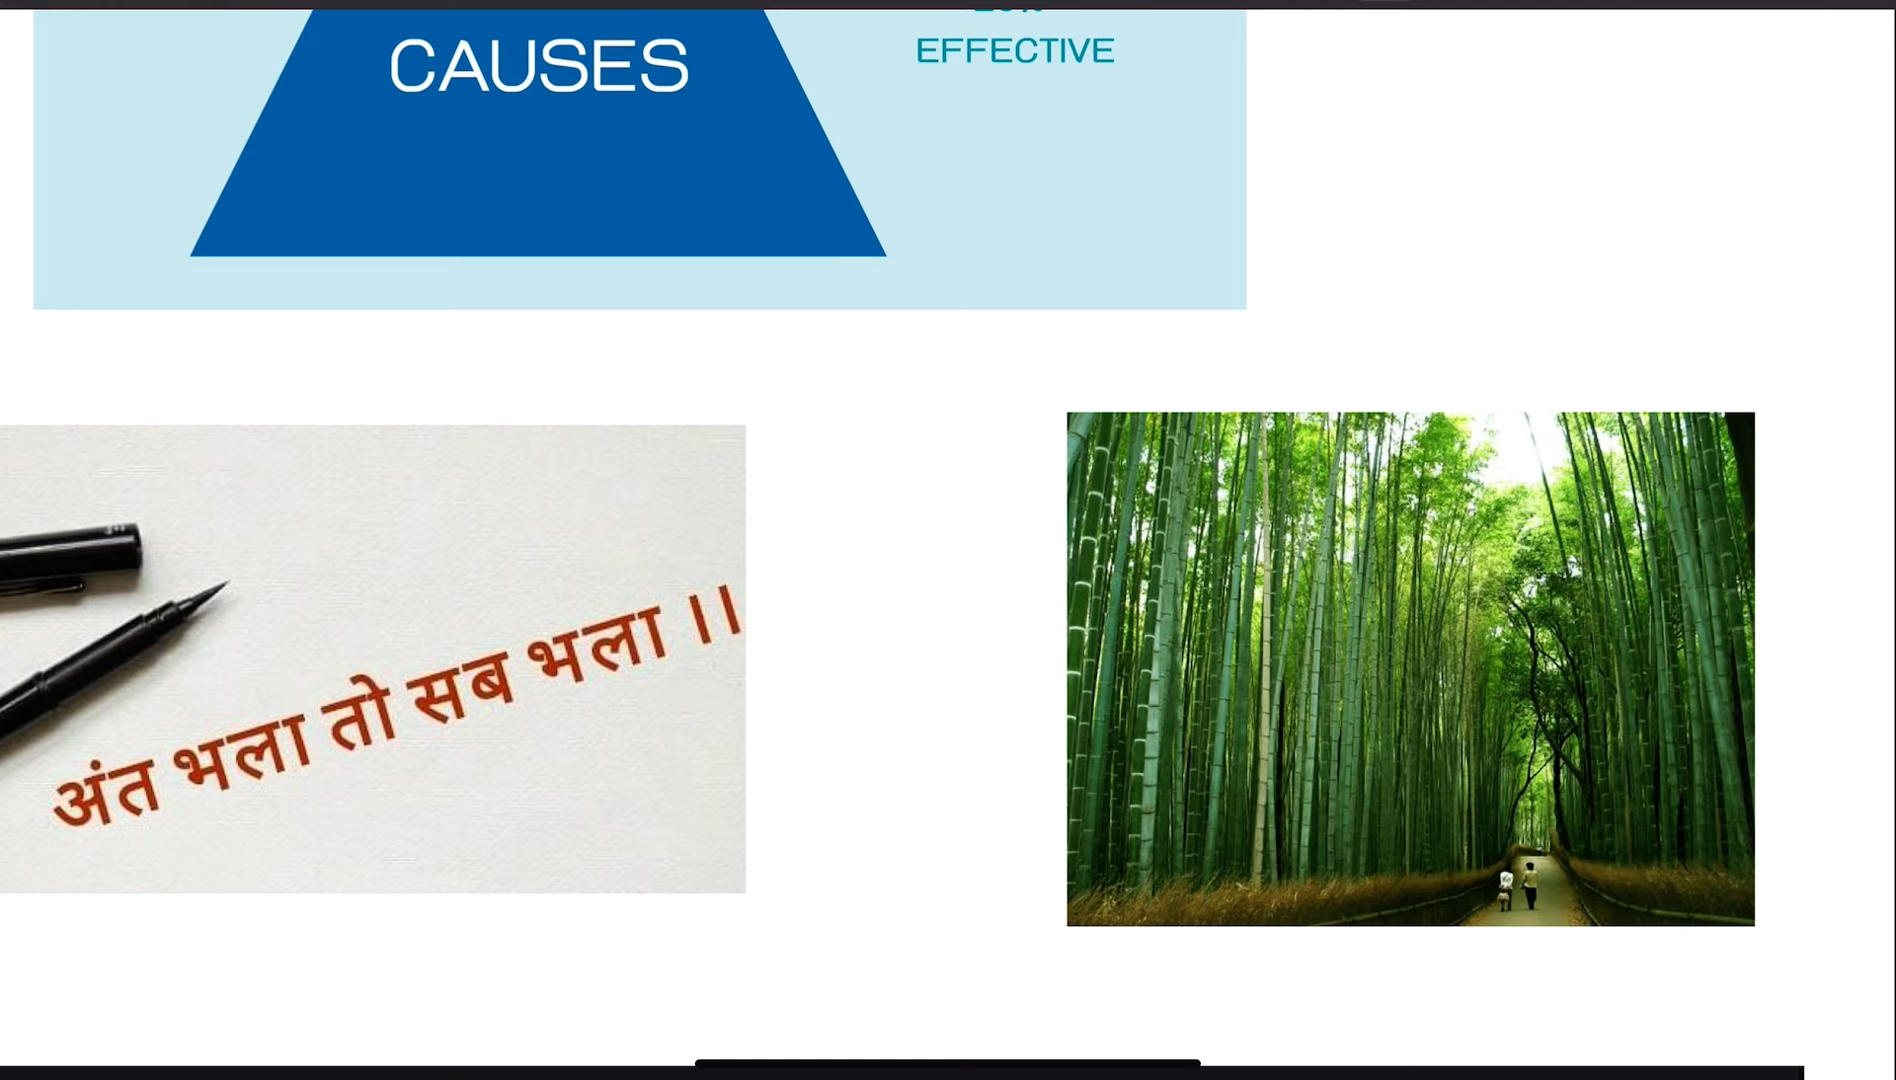 CAUSES
EFFECTIVE
अंत भला तो सब भला ।।